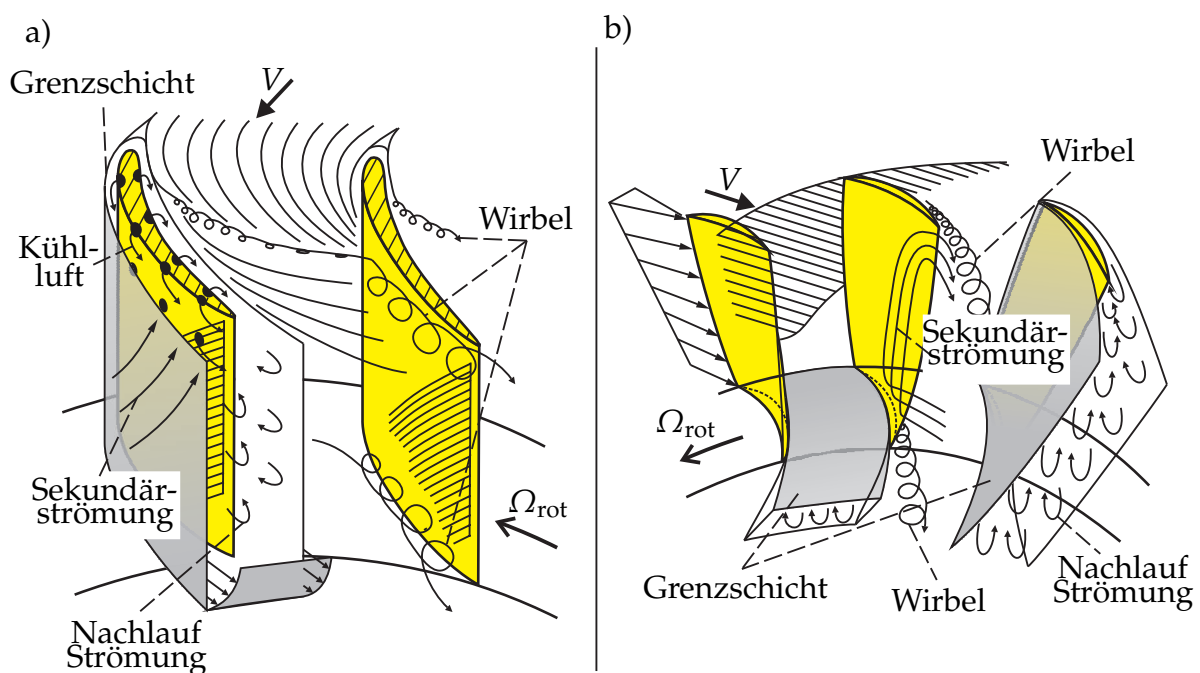 a)
Grenzschicht
V
Wirbel
Kühl-
luft
Sekundär-
strömung
Ωrot
Nachlauf
Strömung
b)
Wirbel
V
Sekundär-
strömung
Ωrot
Grenzschicht
Wirbel
Nachlauf
Strömung